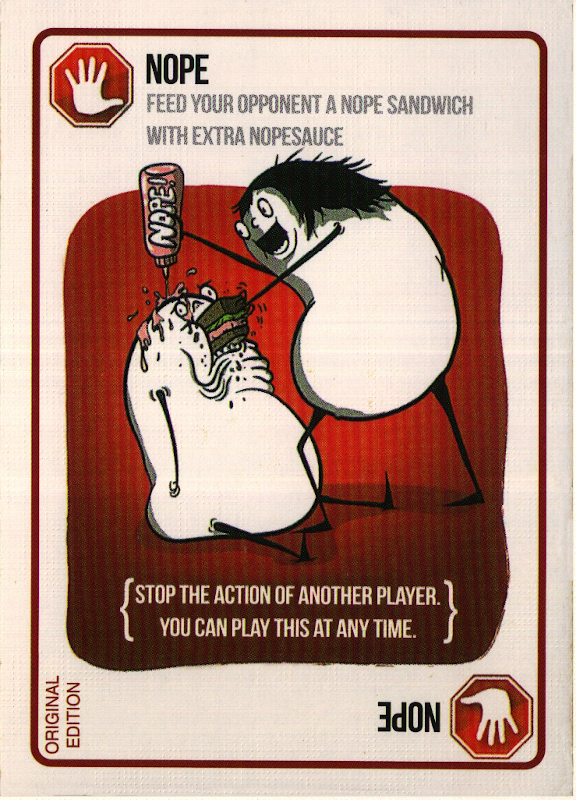 NOPE
FEED YOUR OPPONENT A NOPE SANDWICH
WITH EXTRA NOPESAUCE
NOPE!
{STOP THE ACTION OF ANOTHER PLAYER.
YOU CAN PLAY THIS AT ANY TIME.}
ORIGINAL
EDITION
NOPE